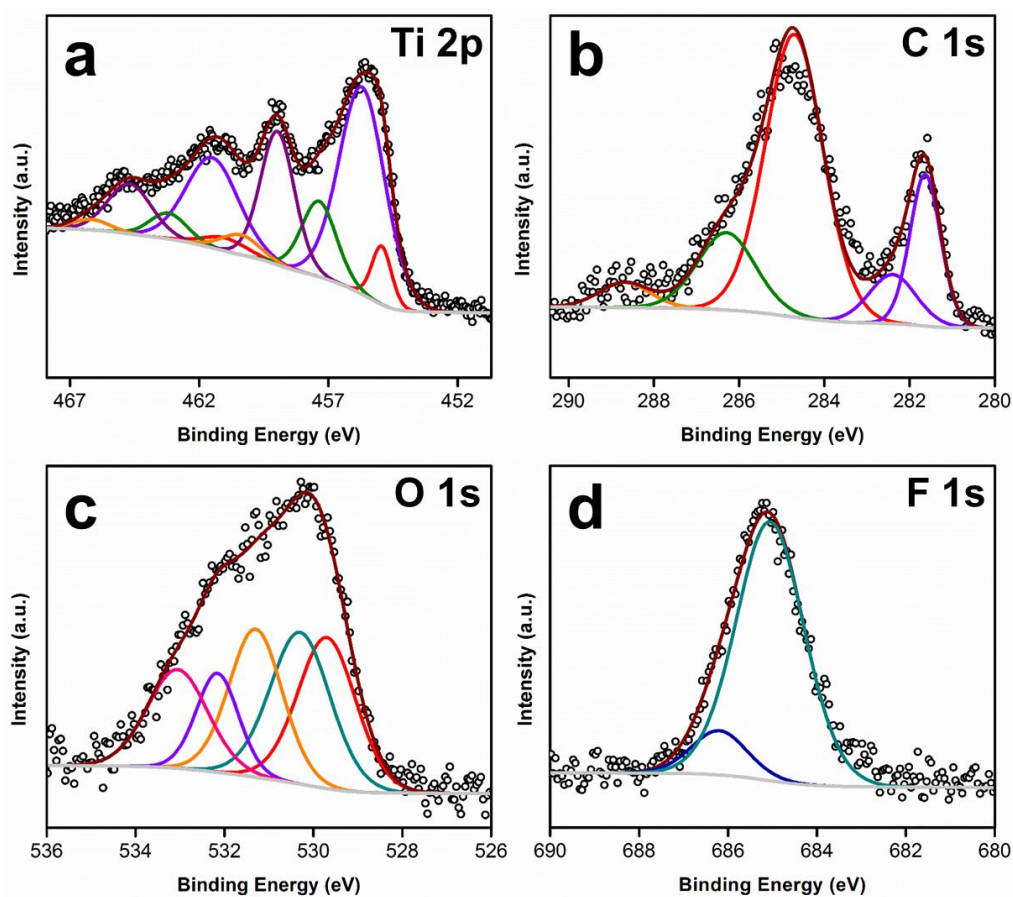 a
Ti 2p
Intensity (a.u.)
467 462 457 452
Binding Energy (eV)
b
C 1s
Intensity (a.u.)
290 288 286 284 282 280
Binding Energy (eV)
c
O 1s
Intensity (a.u.)
536 534 532 530 528 526
Binding Energy (eV)
d
F 1s
Intensity (a.u.)
690 688 686 684 682 680
Binding Energy (eV)